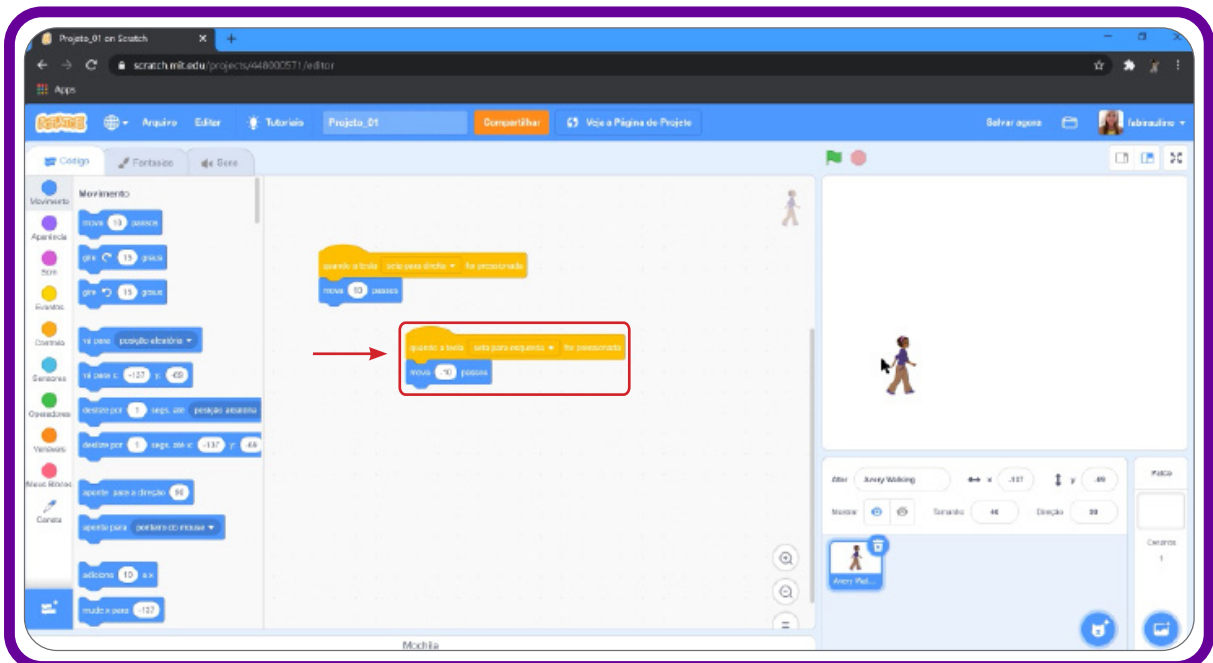 Projeto_01 on Scratch
scratch.mit.edu/projects/448000571/editor
Apps
SCRATCH
Arquivo
Editar
Tutoriais
Projeto_01
Compartilhar
Veja a Página do Projeto
Salvar agora
Código
Fantasias
Sons
Movimento
Movimento
Aparência
Som
Eventos
Controle
Sensores
Operadores
Variáveis
Meus Blocos
Caneta
mova 10 passos
gire 15 graus
gire 15 graus
vá para posição aleatória
vá para x: -137 y: -69
deslize por 1 segs. até posição aleatória
deslize por 1 segs. até x: -137 y: -69
aponte para a direção 90
aponte para ponteiro do mouse
adicione 10 a x
mude x para -137
quando a tecla seta para direita for pressionada
mova 10 passos
quando a tecla seta para esquerda for pressionada
mova -10 passos
Ator Avery Walking x -137 y -69
Mostrar Tamanho 40 Direção 90
Palco
Cenários
1
Avery Wal...
Mochila